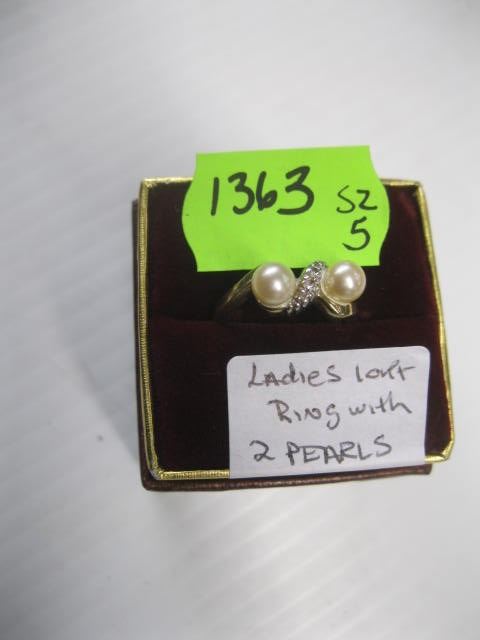 1363 SZ
5
LADIES 10KT
RING WITH
2 PEARLS